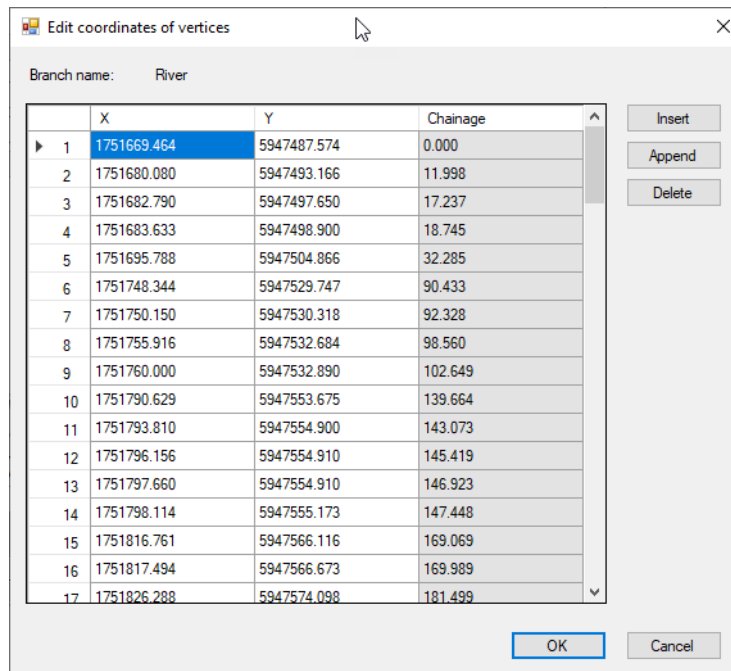 Edit coordinates of vertices
Branch name: River
X Y Chainage
1 1751669.464 5947487.574 0.000
2 1751680.080 5947493.166 11.998
3 1751682.790 5947497.650 17.237
4 1751683.633 5947498.900 18.745
5 1751695.788 5947504.866 32.285
6 1751748.344 5947529.747 90.433
7 1751750.150 5947530.318 92.328
8 1751755.916 5947532.684 98.560
9 1751760.000 5947532.890 102.649
10 1751790.629 5947553.675 139.664
11 1751793.810 5947554.900 143.073
12 1751796.156 5947554.910 145.419
13 1751797.660 5947554.910 146.923
14 1751798.114 5947555.173 147.448
15 1751816.761 5947566.116 169.069
16 1751817.494 5947566.673 169.989
17 1751826.288 5947574.098 181.499
Insert
Append
Delete
OK Cancel